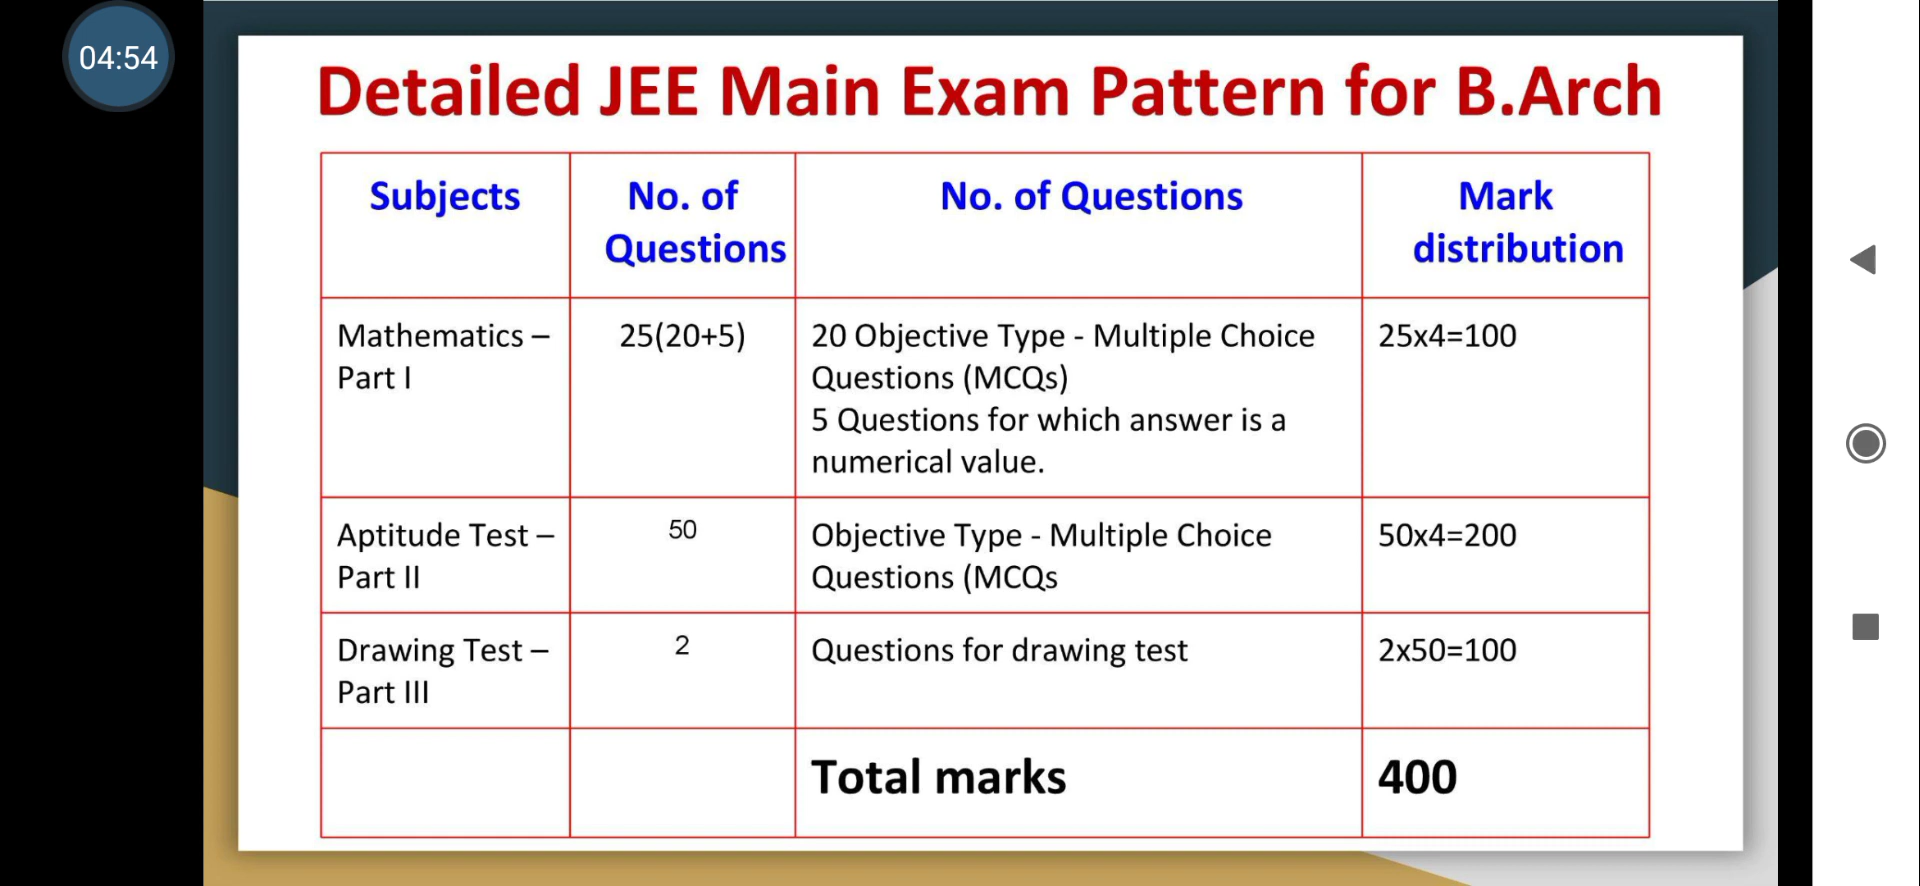 04:54
Detailed JEE Main Exam Pattern for B.Arch
Subjects
No. of
Questions
No. of Questions
Mark
distribution
Mathematics –
Part I
25(20+5)
20 Objective Type - Multiple Choice
Questions (MCQs)
5 Questions for which answer is a
numerical value.
25x4=100
Aptitude Test –
Part II
50
Objective Type - Multiple Choice
Questions (MCQs
50x4=200
Drawing Test –
Part III
2
Questions for drawing test
2x50=100
Total marks
400